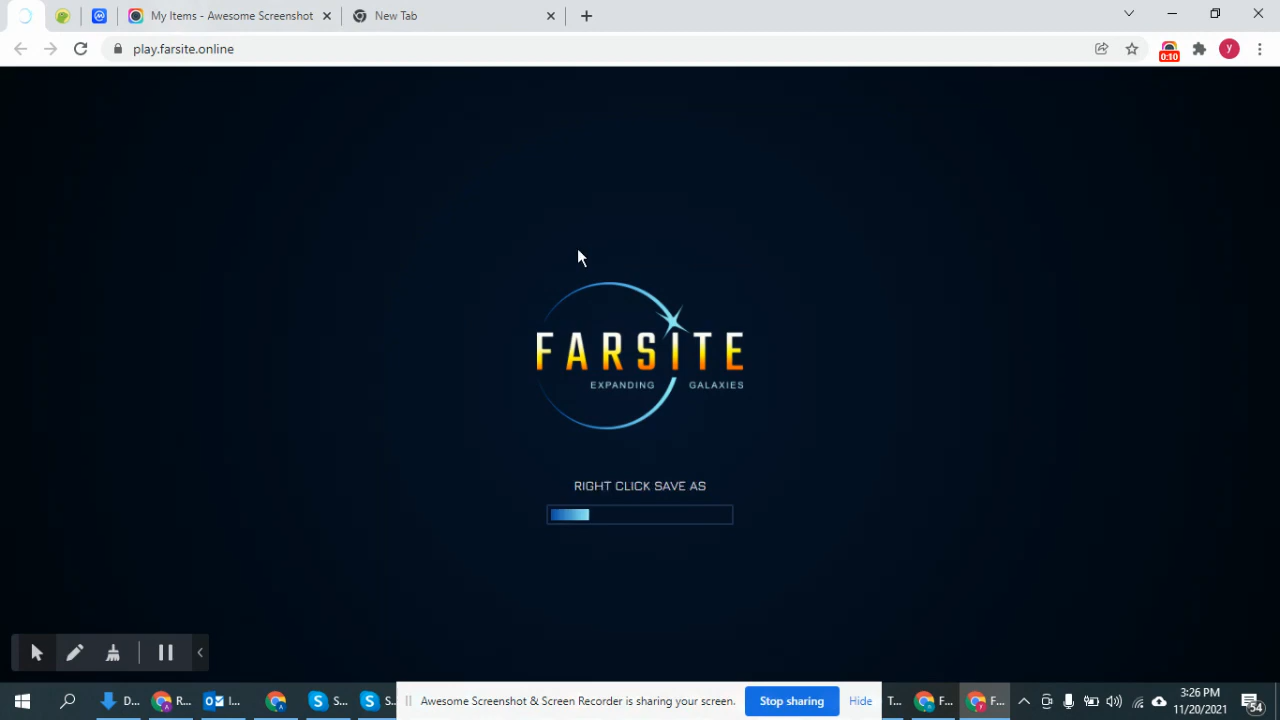 My Items - Awesome Screenshot
New Tab
play.farsite.online
0:10
y
FARSITE
EXPANDING GALAXIES
RIGHT CLICK SAVE AS
D...
R...
I...
S...
S...
Awesome Screenshot & Screen Recorder is sharing your screen.
Stop sharing
Hide
T...
F...
F...
3:26 PM
11/20/2021
54